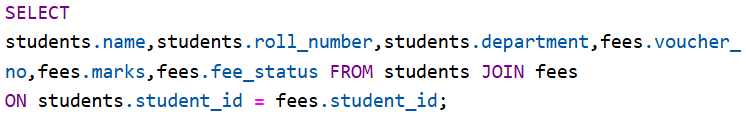 SELECT
students.name,students.roll_number,students.department,fees.voucher_
no,fees.marks,fees.fee_status FROM students JOIN fees
ON students.student_id = fees.student_id;